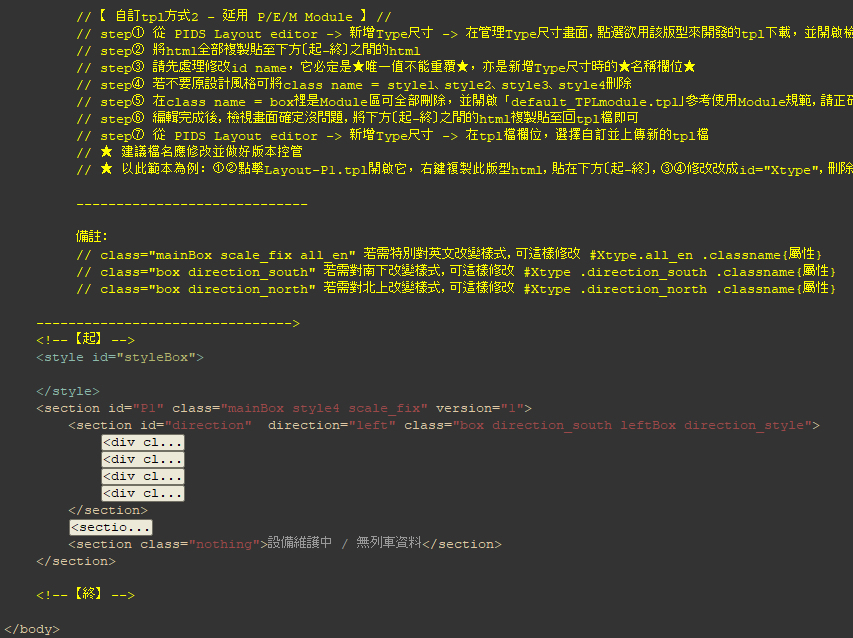 //【 自訂tpl方式2 - 延用 P/E/M Module 】//
// step① 從 PIDS Layout editor -> 新增Type尺寸 -> 在管理Type尺寸畫面,點選欲用該版型來開發的tpl下載, 並開啟檢
// step② 將html全部複製貼至下方[起-終]之間的html
// step③ 請先處理修改id name, 它必定是★唯一值不能重覆★, 亦是新增Type尺寸時的★名稱欄位★
// step④ 若不要原設計風格可將class name = style1、style2、style3、style4刪除
// step⑤ 在class name = box裡是Module區可全部刪除, 並開啟「default_TPLmodule.tpl」參考使用Module規範,請正確
// step⑥ 編輯完成後,檢視畫面確定沒問題,將下方[起-終]之間的html複製貼至回tpl檔即可
// step⑦ 從 PIDS Layout editor -> 新增Type尺寸 -> 在tpl檔欄位, 選擇自訂並上傳新的tpl檔
// ★ 建議檔名應修改並做好版本控管
// ★ 以此範本為例: ①②點擊Layout-P1.tpl開啟它, 右鍵複製此版型html,貼在下方[起-終],③④修改改成id="Xtype",刪除
-----------------------------
備註:
// class="mainBox scale_fix all_en" 若需特別對英文改變樣式,可這樣修改 #Xtype.all_en .classname{屬性}
// class="box direction_south" 若需對南下改變樣式,可這樣修改 #Xtype .direction_south .classname{屬性}
// class="box direction_north" 若需對北上改變樣式,可這樣修改 #Xtype .direction_north .classname{屬性}
-------------------------------->
<!--【起】-->
<style id="styleBox">
</style>
<section id="P1" class="mainBox style4 scale_fix" version="1">
<section id="direction"  direction="left" class="box direction_south leftBox direction_style">
<div cl...
<div cl...
<div cl...
<div cl...
</section>
<sectio...
<section class="nothing">設備維護中 / 無列車資料</section>
</section>
<!--【終】-->
</body>